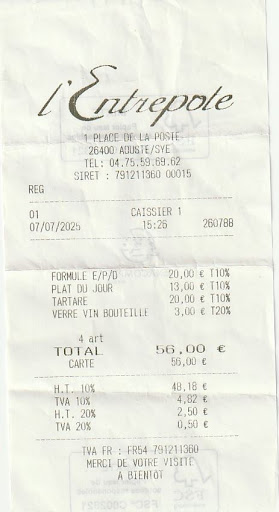 l'Entrepole
1 PLACE DE LA POSTE
26400 AOUSTE/SYE
TEL: 04.75.59.69.62
SIRET : 791211360 00015
REG
01 CAISSIER 1
07/07/2025 15:26 260788
FORMULE E/P/D 20,00 € T10%
PLAT DU JOUR 13,00 € T10%
TARTARE 20,00 € T10%
VERRE VIN BOUTEILLE 3,00 € T20%
4 art
TOTAL 56,00 €
CARTE 56,00 €
H.T. 10% 48,18 €
TVA 10% 4,82 €
H.T. 20% 2,50 €
TVA 20% 0,50 €
TVA FR : FR54 791211360
MERCI DE VOTRE VISITE
A BIENTOT